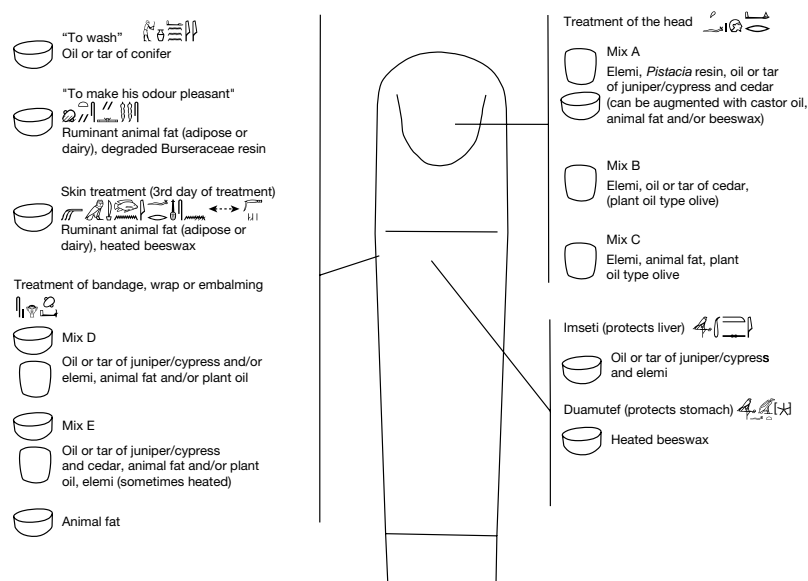 "To wash"
Oil or tar of conifer
"To make his odour pleasant"
Ruminant animal fat (adipose or
dairy), degraded Burseraceae resin
Skin treatment (3rd day of treatment)
Ruminant animal fat (adipose or
dairy), heated beeswax
Treatment of bandage, wrap or embalming
Mix D
Oil or tar of juniper/cypress and/or
elemi, animal fat and/or plant oil
Mix E
Oil or tar of juniper/cypress
and cedar, animal fat and/or plant
oil, elemi (sometimes heated)
Animal fat
Treatment of the head
Mix A
Elemi, Pistacia resin, oil or tar
of juniper/cypress and cedar
(can be augmented with castor oil,
animal fat and/or beeswax)
Mix B
Elemi, oil or tar of cedar,
(plant oil type olive)
Mix C
Elemi, animal fat, plant
oil type olive
Imseti (protects liver)
Oil or tar of juniper/cypress
and elemi
Duamutef (protects stomach)
Heated beeswax